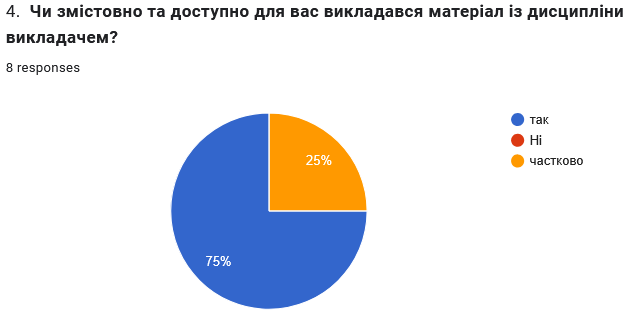 4. Чи змістовно та доступно для вас викладався матеріал із дисципліни
викладачем?
8 responses
так
Ні
частково
25%
75%